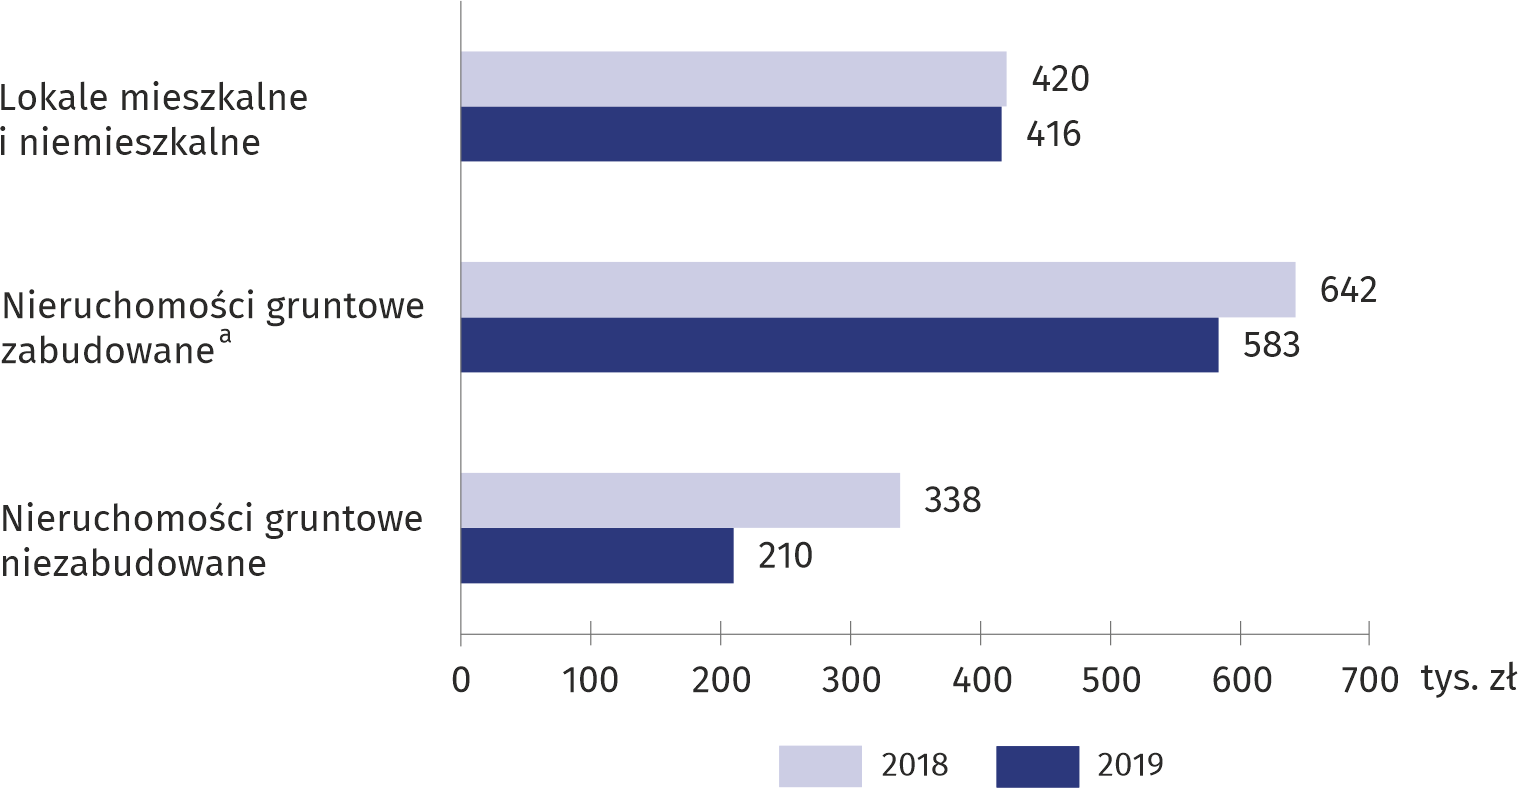 Lokale mieszkalne
i niemieszkalne
420
416
Nieruchomości gruntowe
zabudowane a
642
583
Nieruchomości gruntowe
niezabudowane
338
210
0 100 200 300 400 500 600 700 tys. zł
2018 2019